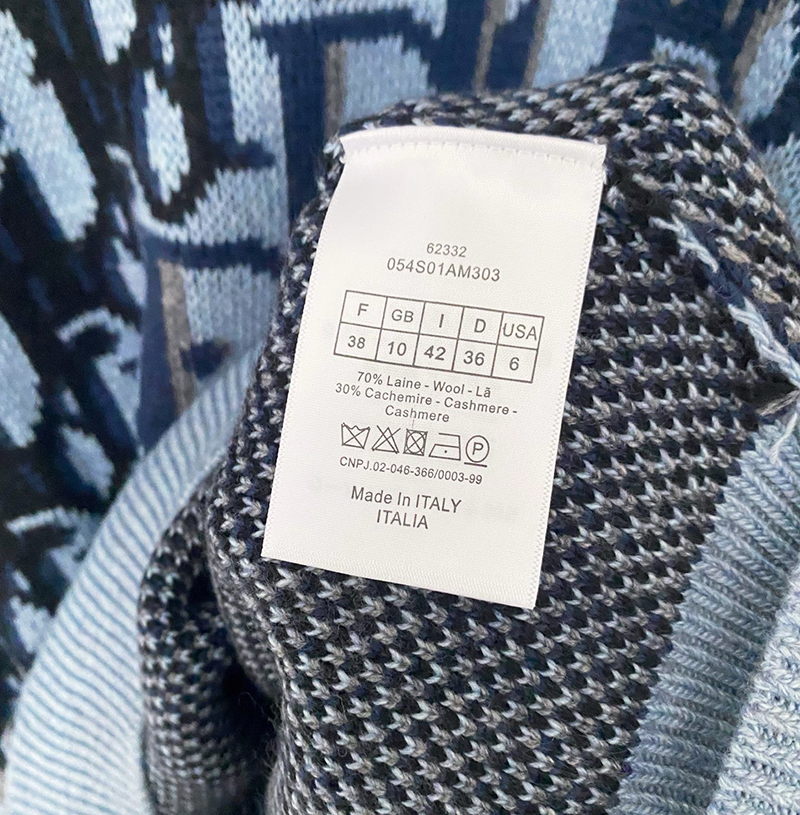 62332
054S01AM303
F GB I D USA
38 10 42 36 6
70% Laine - Wool - Lã
30% Cachemire - Cashmere -
Cashmere
P
CNPJ.02-046-366/0003-99
Made In ITALY
ITALIA